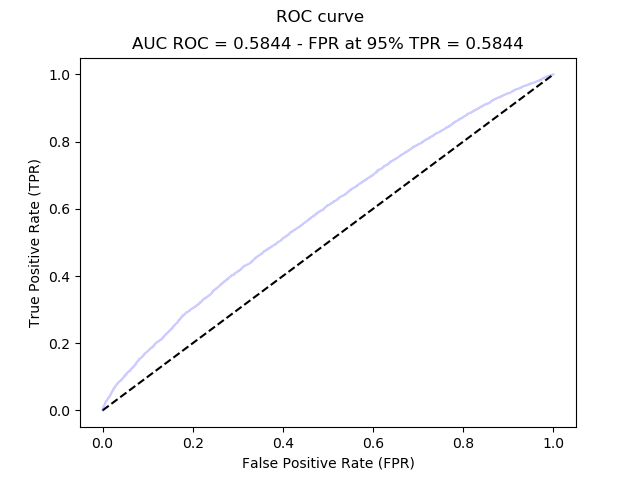 ROC curve
AUC ROC = 0.5844 - FPR at 95% TPR = 0.5844
1.0
0.8
0.6
0.4
0.2
0.0
True Positive Rate (TPR)
0.0 0.2 0.4 0.6 0.8 1.0
False Positive Rate (FPR)